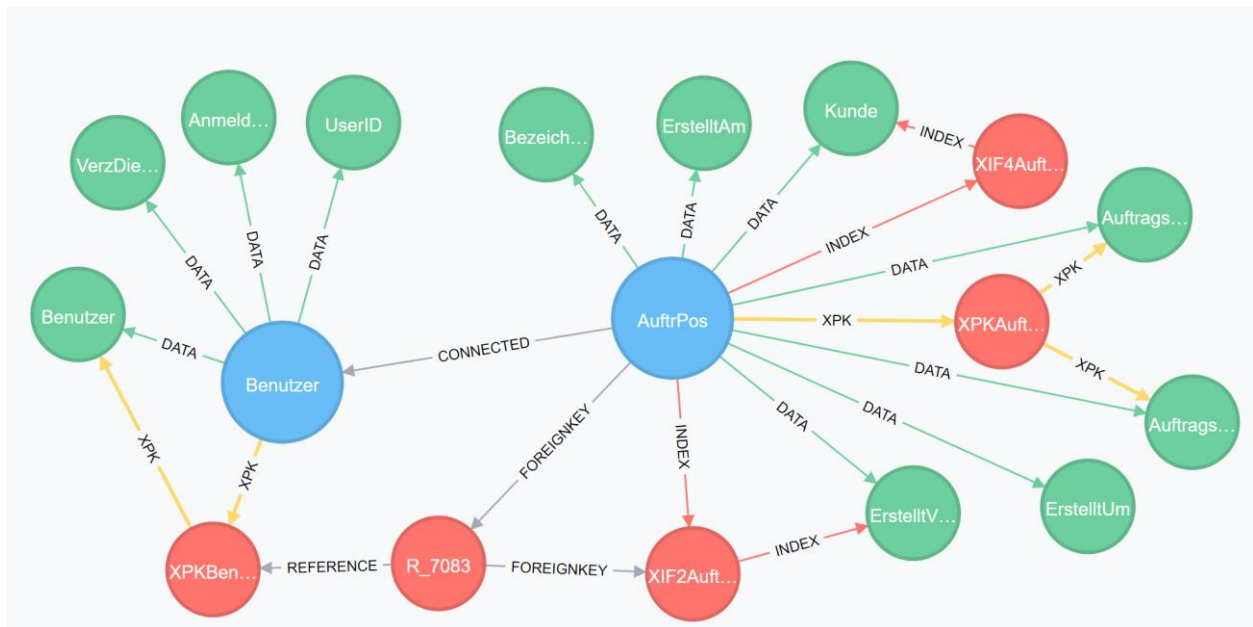 Anmeld...
UserID
VerzDie...
Bezeich...
ErstelltAm
Kunde
INDEX
XIF4Auft...
DATA
DATA
DATA
DATA
DATA
DATA
INDEX
Auftrags...
DATA
XPK
Benutzer
DATA
AuftrPos
XPK
XPKAuft...
CONNECTED
Benutzer
DATA
XPK
DATA
DATA
Auftrags...
XPK
XPK
FOREIGNKEY
INDEX
ErstelltV...
ErstelltUm
INDEX
XPKBen...
REFERENCE
R_7083
FOREIGNKEY
XIF2Auft...